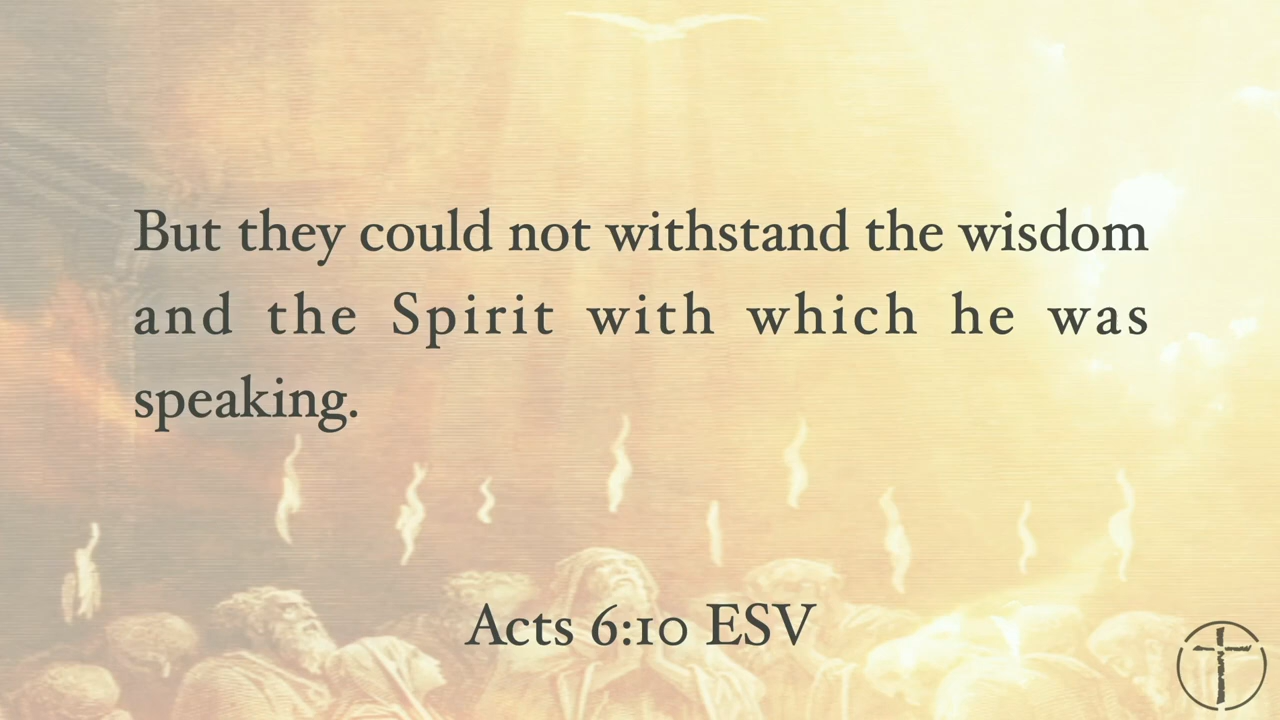 But they could not withstand the wisdom
and the Spirit with which he was
speaking.
Acts 6:10 ESV